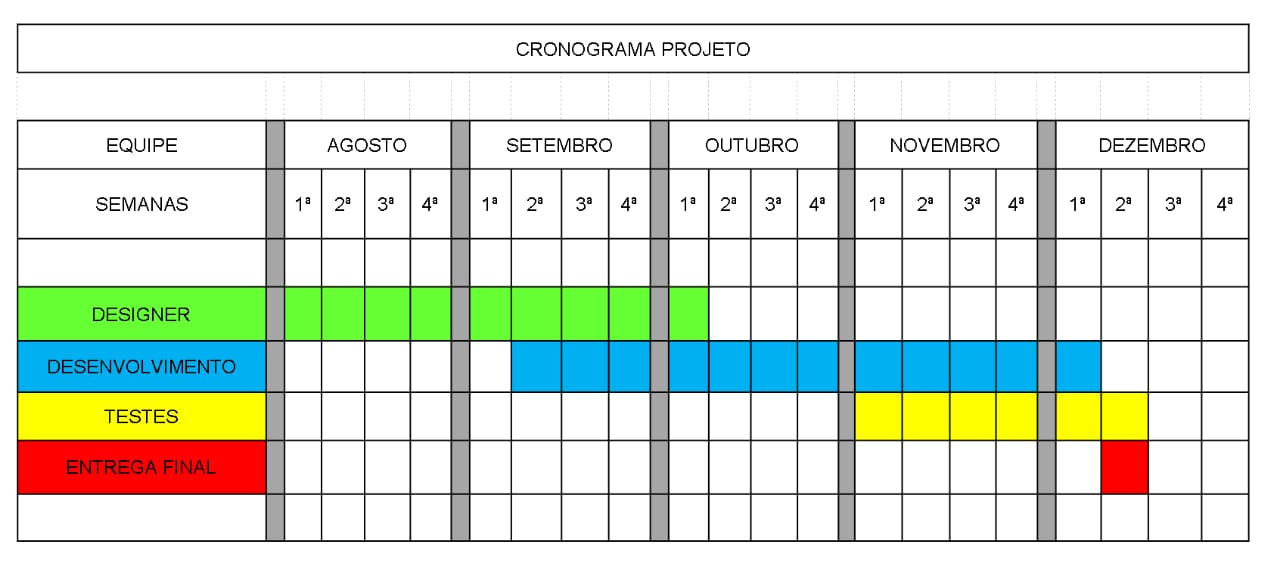 CRONOGRAMA PROJETO
EQUIPE AGOSTO SETEMBRO OUTUBRO NOVEMBRO DEZEMBRO
SEMANAS 1ª 2ª 3ª 4ª 1ª 2ª 3ª 4ª 1ª 2ª 3ª 4ª 1ª 2ª 3ª 4ª 1ª 2ª 3ª 4ª
DESIGNER
DESENVOLVIMENTO
TESTES
ENTREGA FINAL